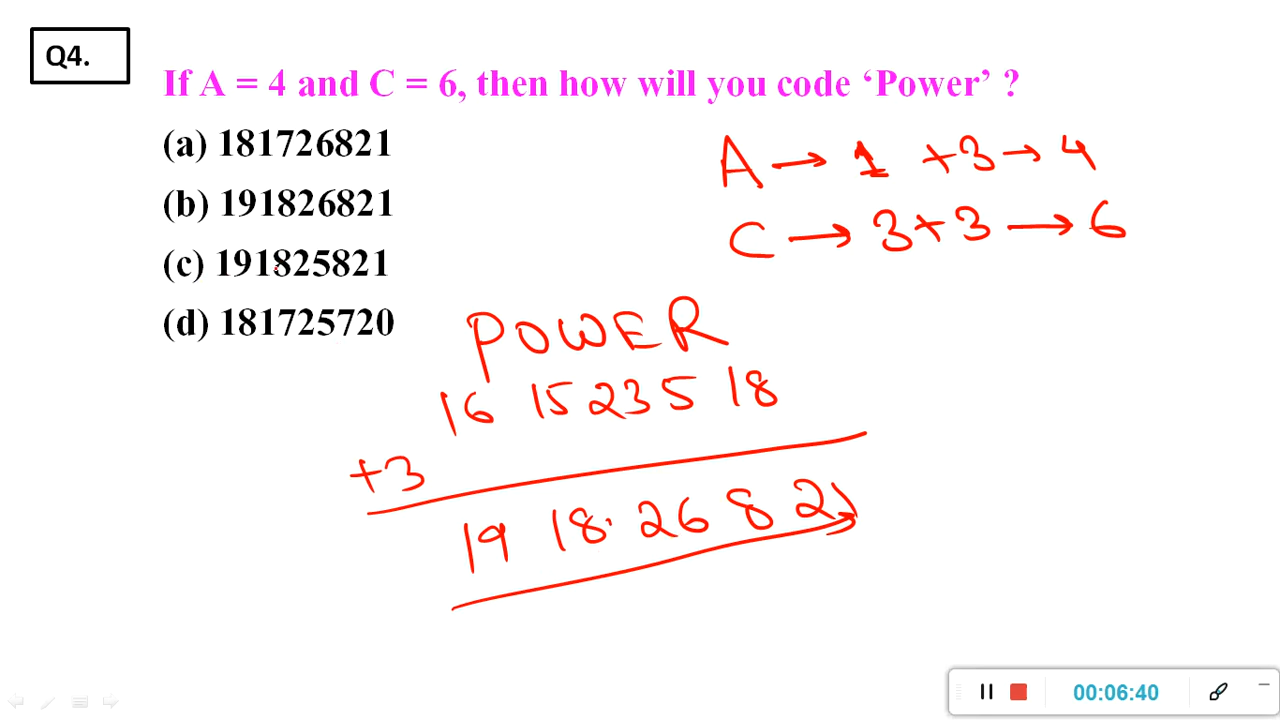 Q4.
If A = 4 and C = 6, then how will you code ‘Power’ ?
(a) 181726821
(b) 191826821
(c) 191825821
(d) 181725720
A → 1 +3 → 4
C → 3+3 → 6
POWER
16 15 23 5 18
+3
19 18 26 8 21
00:06:40